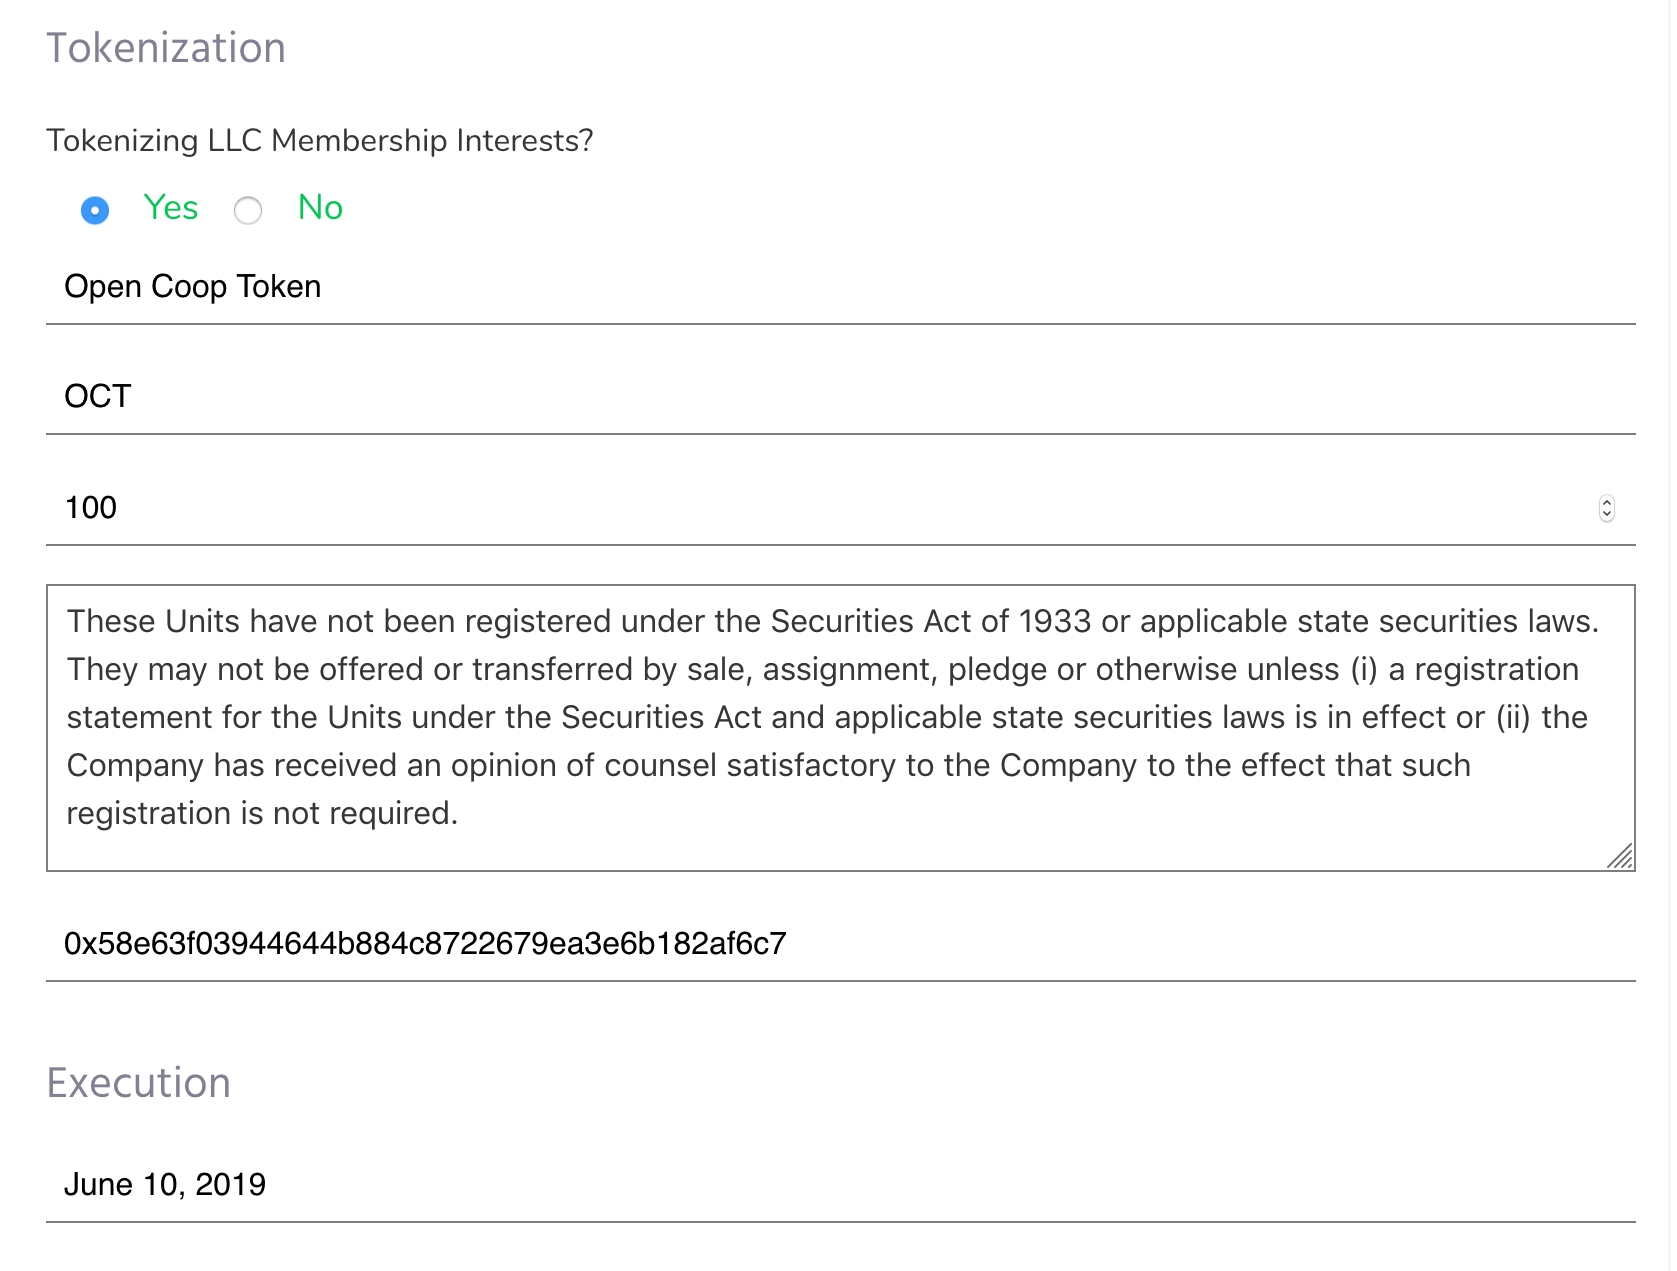 Tokenization
Tokenizing LLC Membership Interests?
Yes No
Open Coop Token
OCT
100
These Units have not been registered under the Securities Act of 1933 or applicable state securities laws.
They may not be offered or transferred by sale, assignment, pledge or otherwise unless (i) a registration
statement for the Units under the Securities Act and applicable state securities laws is in effect or (ii) the
Company has received an opinion of counsel satisfactory to the Company to the effect that such
registration is not required.
0x58e63f03944644b884c8722679ea3e6b182af6c7
Execution
June 10, 2019